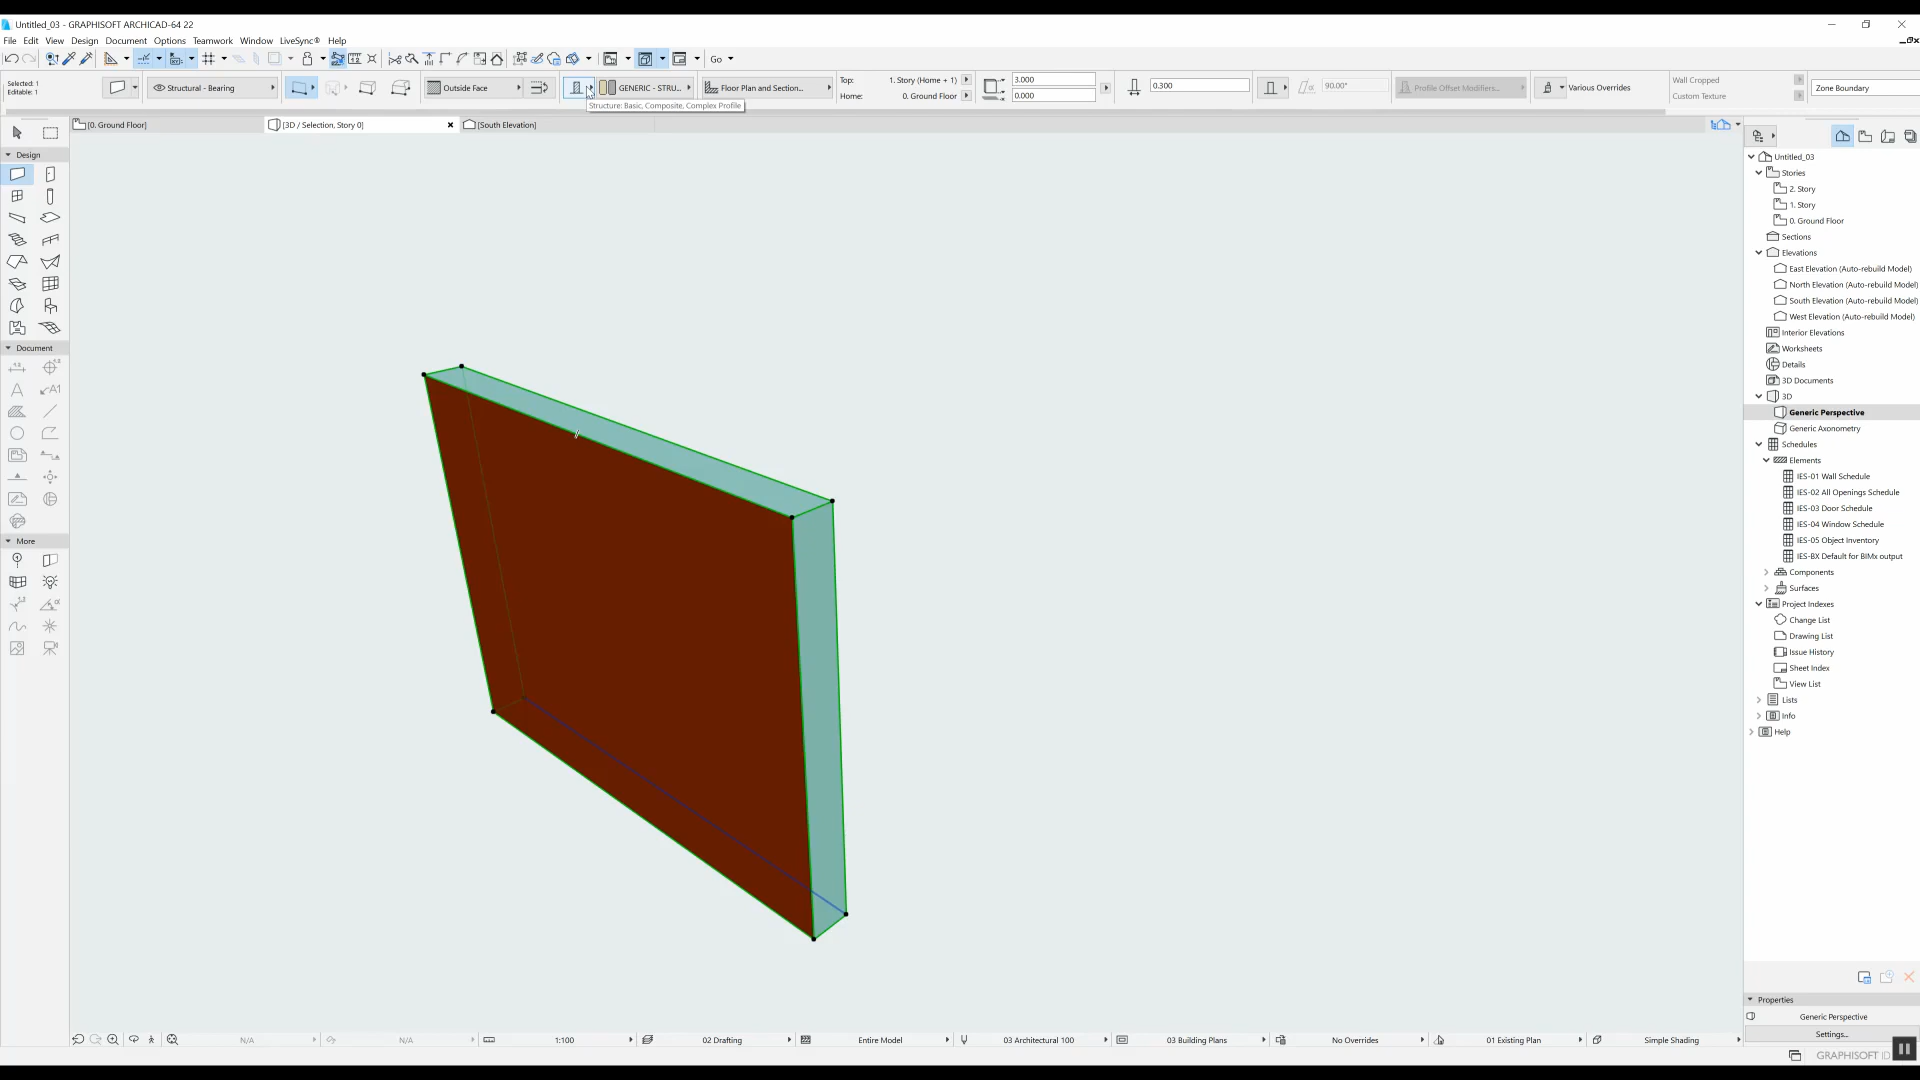 Untitled_03 - GRAPHISOFT ARCHICAD-64 22
File Edit View Design Document Options Teamwork Window LiveSync® Help
Go
Selected: 1
Editable: 1
Structural - Bearing
Outside Face
GENERIC - STRU...
Floor Plan and Section...
Top: 1. Story (Home + 1)
Home: 0. Ground Floor
3.000
0.000
0.300
90.00°
Profile Offset Modifiers...
Various Overrides
Wall Cropped
Custom Texture
Zone Boundary
Structure: Basic, Composite, Complex Profile
[0. Ground Floor]
[3D / Selection, Story 0]
[South Elevation]
Design
Document
A
A1
More
Untitled_03
Stories
2. Story
1. Story
0. Ground Floor
Sections
Elevations
East Elevation (Auto-rebuild Model)
North Elevation (Auto-rebuild Model)
South Elevation (Auto-rebuild Model)
West Elevation (Auto-rebuild Model)
Interior Elevations
Worksheets
Details
3D Documents
3D
Generic Perspective
Generic Axonometry
Schedules
Elements
IES-01 Wall Schedule
IES-02 All Openings Schedule
IES-03 Door Schedule
IES-04 Window Schedule
IES-05 Object Inventory
IES-BX Default for BIMx output
Components
Surfaces
Project Indexes
Change List
Drawing List
Issue History
Sheet Index
View List
Lists
Info
Help
Properties
Generic Perspective
Settings...
N/A
N/A
1:100
02 Drafting
Entire Model
03 Architectural 100
03 Building Plans
No Overrides
01 Existing Plan
Simple Shading
GRAPHISOFT ID